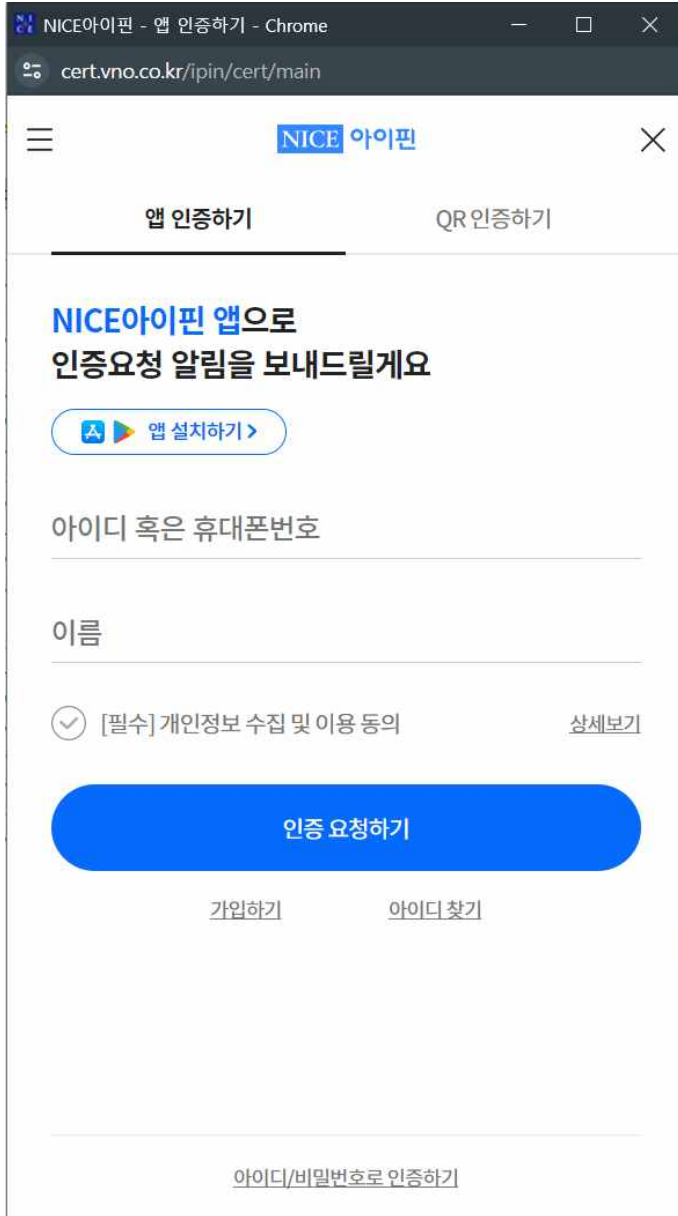 NICE아이핀 - 앱 인증하기 - Chrome
cert.vno.co.kr/ipin/cert/main
NICE 아이핀
앱 인증하기
QR인증하기
NICE아이핀 앱으로
인증요청 알림을 보내드릴게요
앱 설치하기
아이디 혹은 휴대폰번호
이름
[필수] 개인정보 수집 및 이용 동의
상세보기
인증 요청하기
가입하기
아이디 찾기
아이디/비밀번호로 인증하기